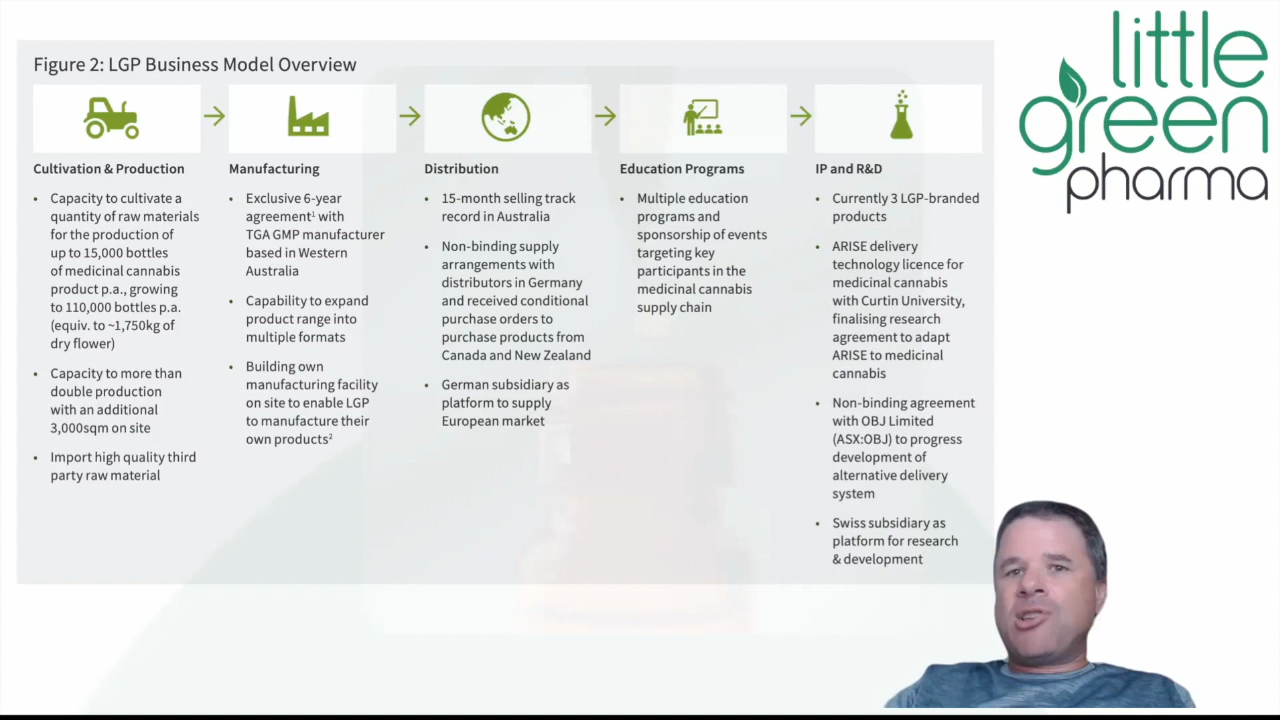 Figure 2: LGP Business Model Overview
Cultivation & Production
• Capacity to cultivate a
quantity of raw materials
for the production of
up to 15,000 bottles
of medicinal cannabis
product p.a., growing
to 110,000 bottles p.a.
(equiv. to ~1,750kg of
dry flower)
• Capacity to more than
double production
with an additional
3,000sqm on site
• Import high quality third
party raw material
Manufacturing
• Exclusive 6-year
agreement¹ with
TGA GMP manufacturer
based in Western
Australia
• Capability to expand
product range into
multiple formats
• Building own
manufacturing facility
on site to enable LGP
to manufacture their
own products²
Distribution
• 15-month selling track
record in Australia
• Non-binding supply
arrangements with
distributors in Germany
and received conditional
purchase orders to
purchase products from
Canada and New Zealand
• German subsidiary as
platform to supply
European market
Education Programs
• Multiple education
programs and
sponsorship of events
targeting key
participants in the
medicinal cannabis
supply chain
IP and R&D
• Currently 3 LGP-branded
products
• ARISE delivery
technology licence for
medicinal cannabis
with Curtin University,
finalising research
agreement to adapt
ARISE to medicinal
cannabis
• Non-binding agreement
with OBJ Limited
(ASX:OBJ) to progress
development of
alternative delivery
system
• Swiss subsidiary as
platform for research
& development
little
green
pharma